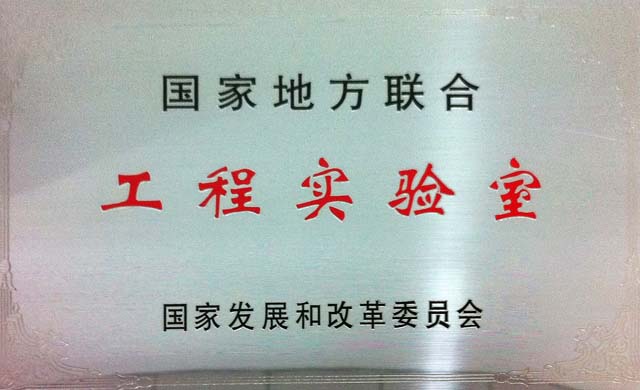 国家地方联合
工程实验室
国家发展和改革委员会